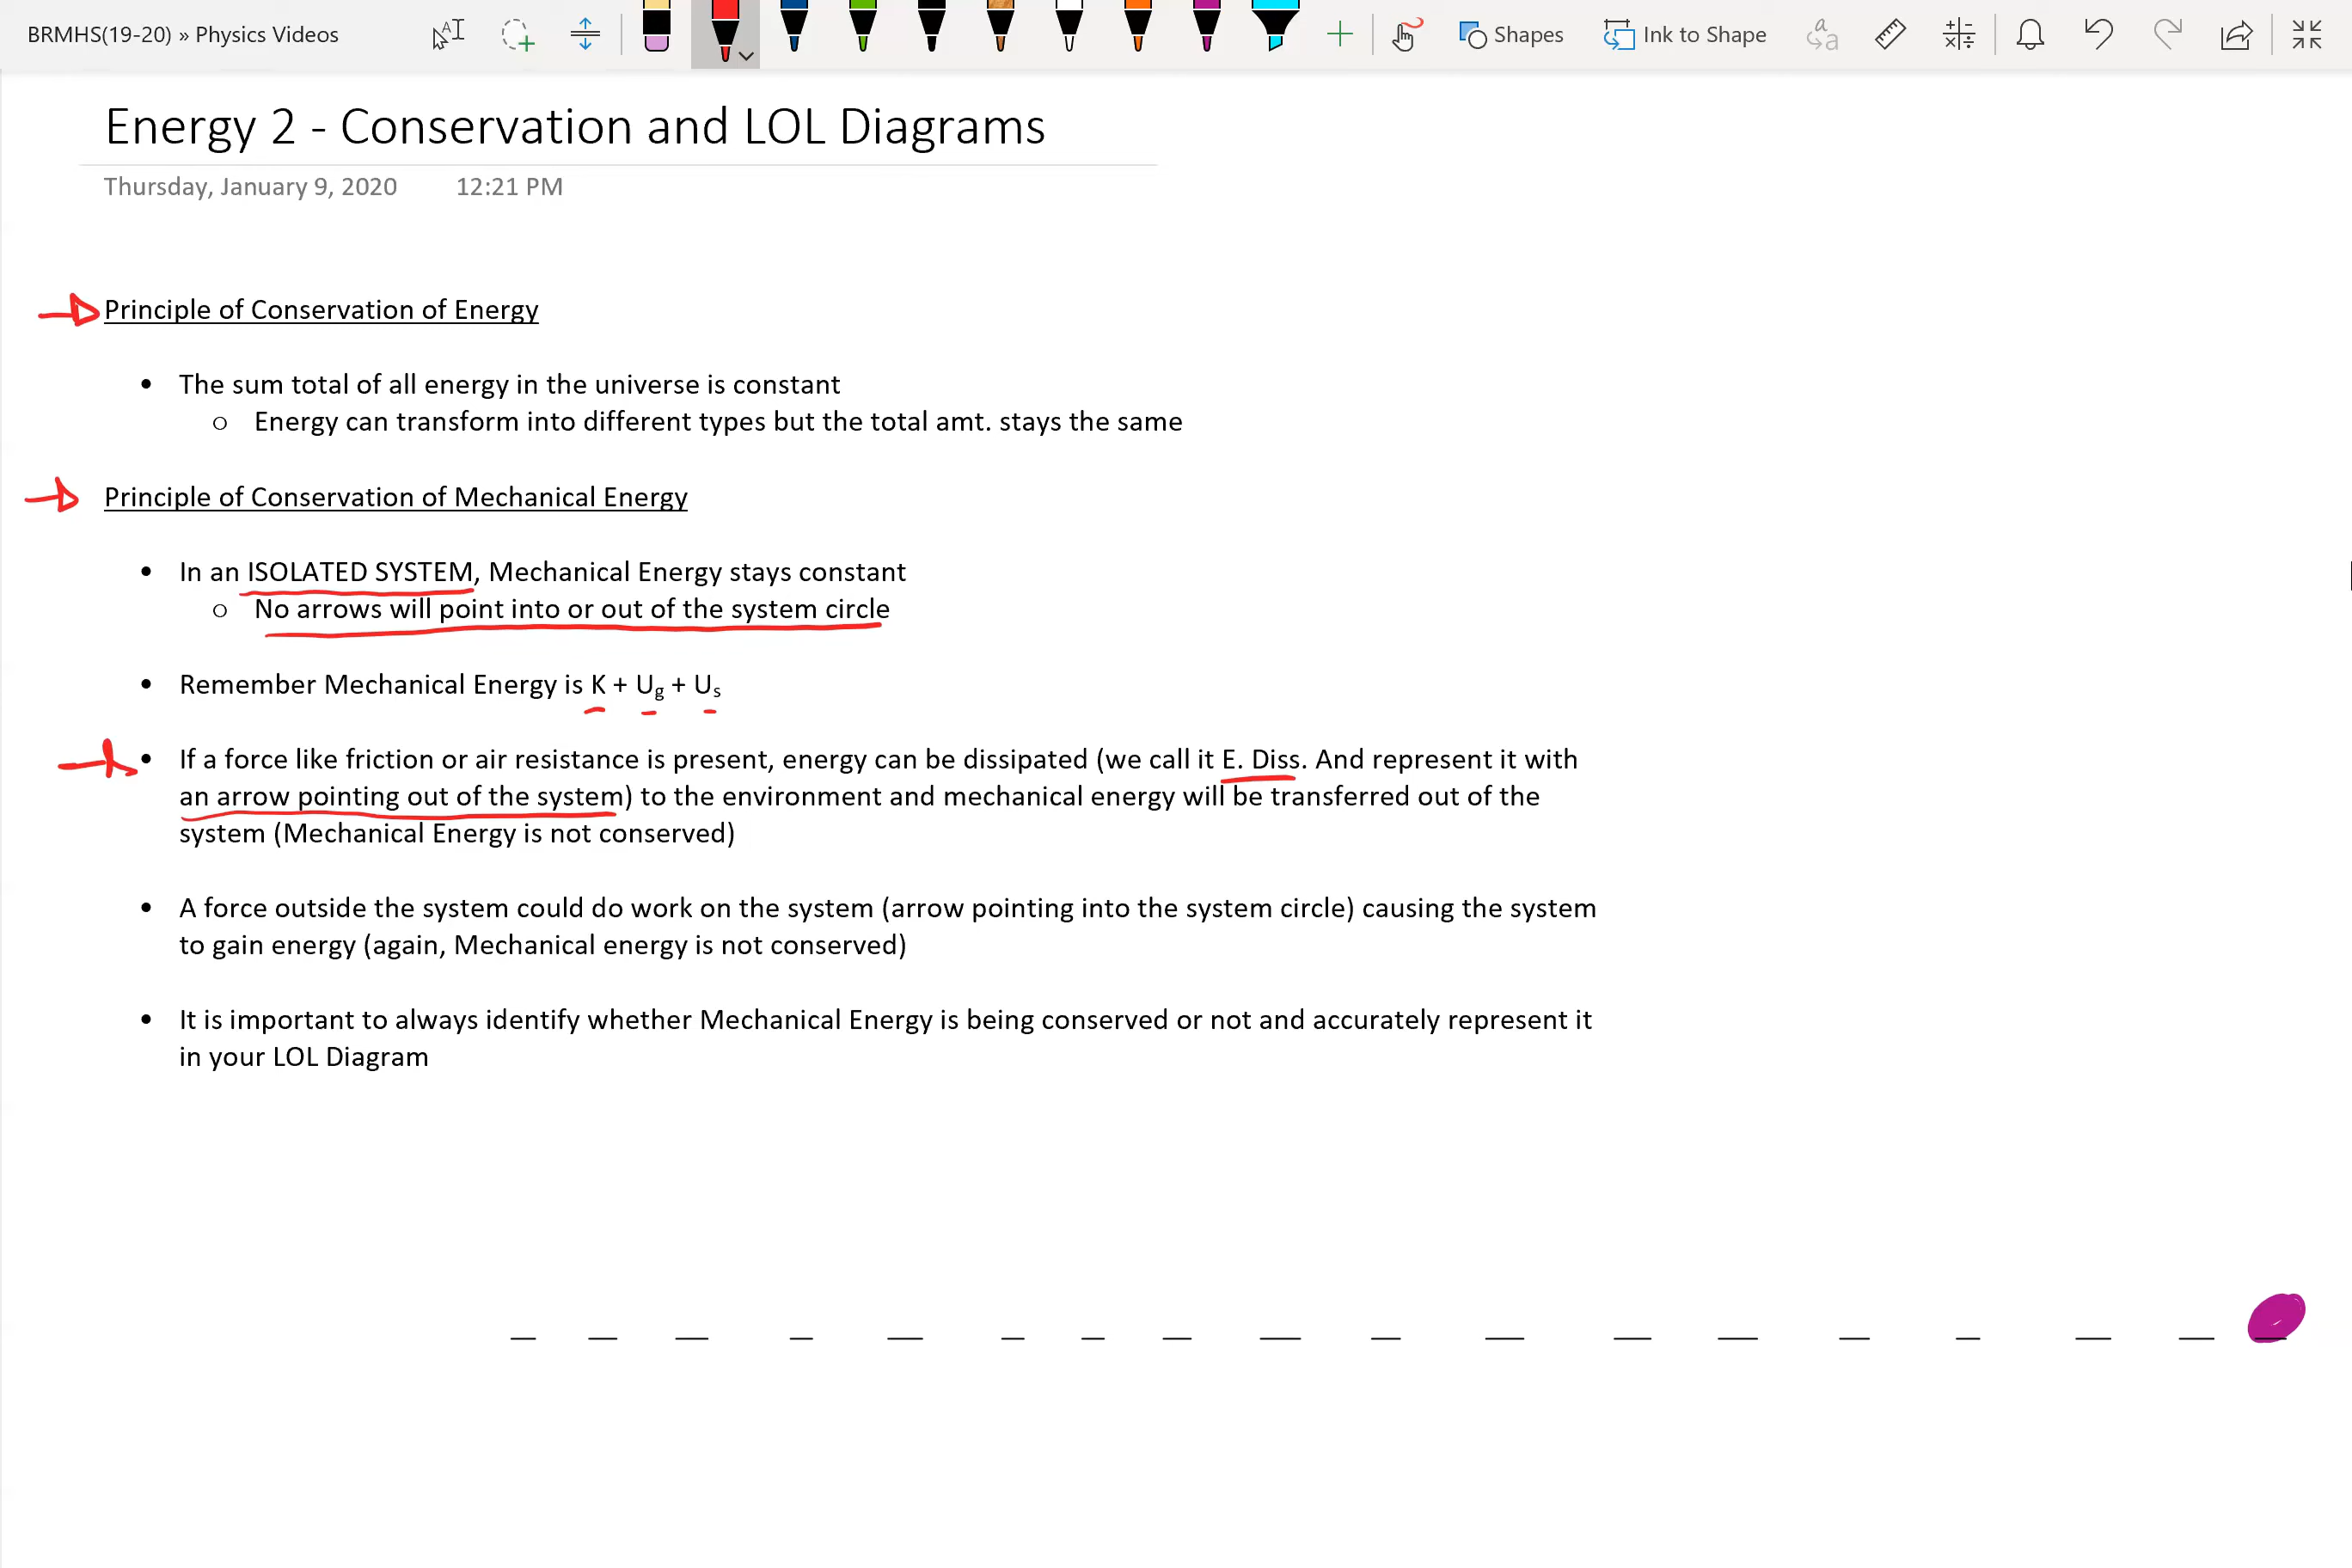 BRMHS(19-20) » Physics Videos
Shapes
Ink to Shape
Energy 2 - Conservation and LOL Diagrams
Thursday, January 9, 2020 12:21 PM
Principle of Conservation of Energy
• The sum total of all energy in the universe is constant
o Energy can transform into different types but the total amt. stays the same
Principle of Conservation of Mechanical Energy
• In an ISOLATED SYSTEM, Mechanical Energy stays constant
o No arrows will point into or out of the system circle
• Remember Mechanical Energy is K + Ug + Us
• If a force like friction or air resistance is present, energy can be dissipated (we call it E. Diss. And represent it with
an arrow pointing out of the system) to the environment and mechanical energy will be transferred out of the
system (Mechanical Energy is not conserved)
• A force outside the system could do work on the system (arrow pointing into the system circle) causing the system
to gain energy (again, Mechanical energy is not conserved)
• It is important to always identify whether Mechanical Energy is being conserved or not and accurately represent it
in your LOL Diagram